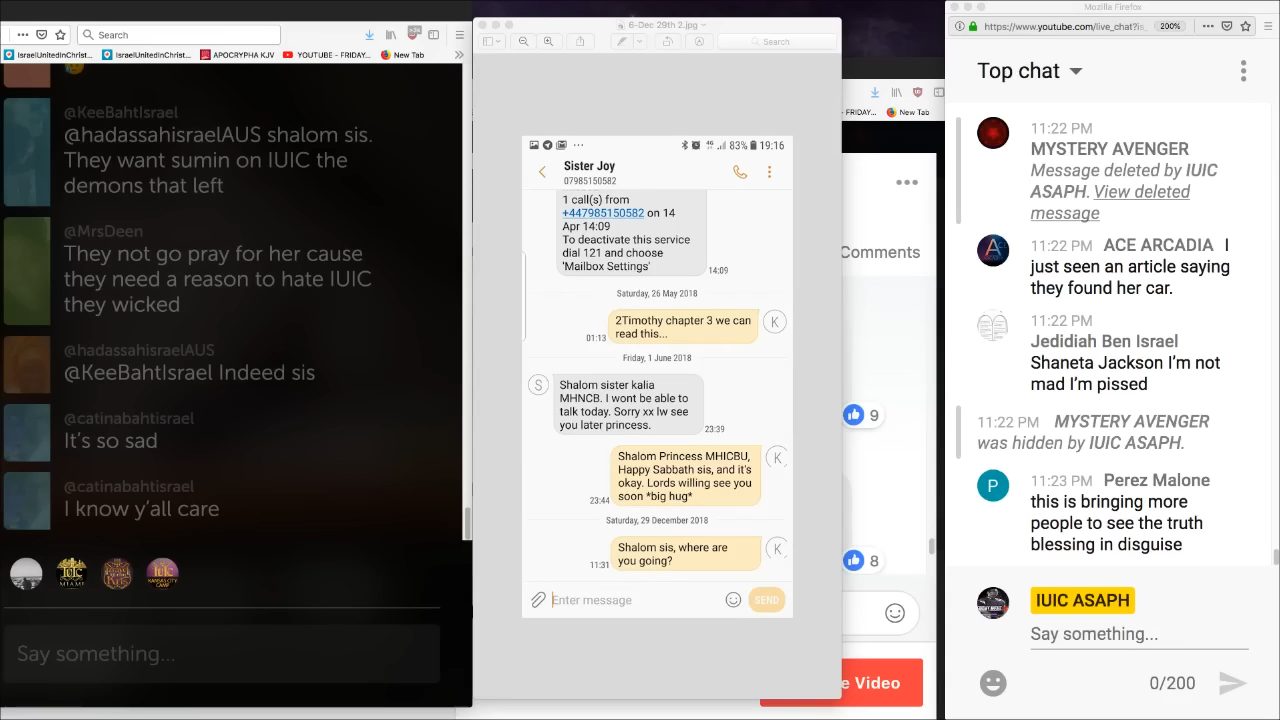 Search
IsraelUnitedinChrist...
IsraelUnitedinChrist...
APOCRYPHA KJV
YOUTUBE - FRIDAY...
New Tab
@KeeBahtIsrael
@hadassahisraelAUS shalom sis.
They want sumin on IUIC the
demons that left
@MrsDeen
They not go pray for her cause
they need a reason to hate IUIC
they wicked
@hadassahisraelAUS
@KeeBahtIsrael Indeed sis
@catinabahtisrael
It's so sad
@catinabahtisrael
I know y'all care
Say something...
6-Dec 29th 2.jpg
Search
83% 19:16
Sister Joy
07985150582
1 call(s) from
+447985150582 on 14
Apr 14:09
To deactivate this service
dial 121 and choose
'Mailbox Settings'
14:09
Saturday, 26 May 2018
2Timothy chapter 3 we can
read this...
K
01:13
Friday, 1 June 2018
S
Shalom sister kalia
MHNCB. I wont be able to
talk today. Sorry xx lw see
you later princess.
23:39
Shalom Princess MHICBU,
Happy Sabbath sis, and it's
okay. Lords willing see you
soon *big hug*
K
23:44
Saturday, 29 December 2018
Shalom sis, where are
you going?
K
11:31
Enter message
SEND
FRIDAY...
New Tab
Comments
9
8
e Video
Mozilla Firefox
https://www.youtube.com/live_chat?
200%
Top chat
11:22 PM
MYSTERY AVENGER
Message deleted by IUIC
ASAPH. View deleted
message
11:22 PM ACE ARCADIA I
just seen an article saying
they found her car.
11:22 PM
Jedidiah Ben Israel
Shaneta Jackson I'm not
mad I'm pissed
11:22 PM MYSTERY AVENGER
was hidden by IUIC ASAPH.
P
11:23 PM Perez Malone
this is bringing more
people to see the truth
blessing in disguise
IUIC ASAPH
Say something...
0/200